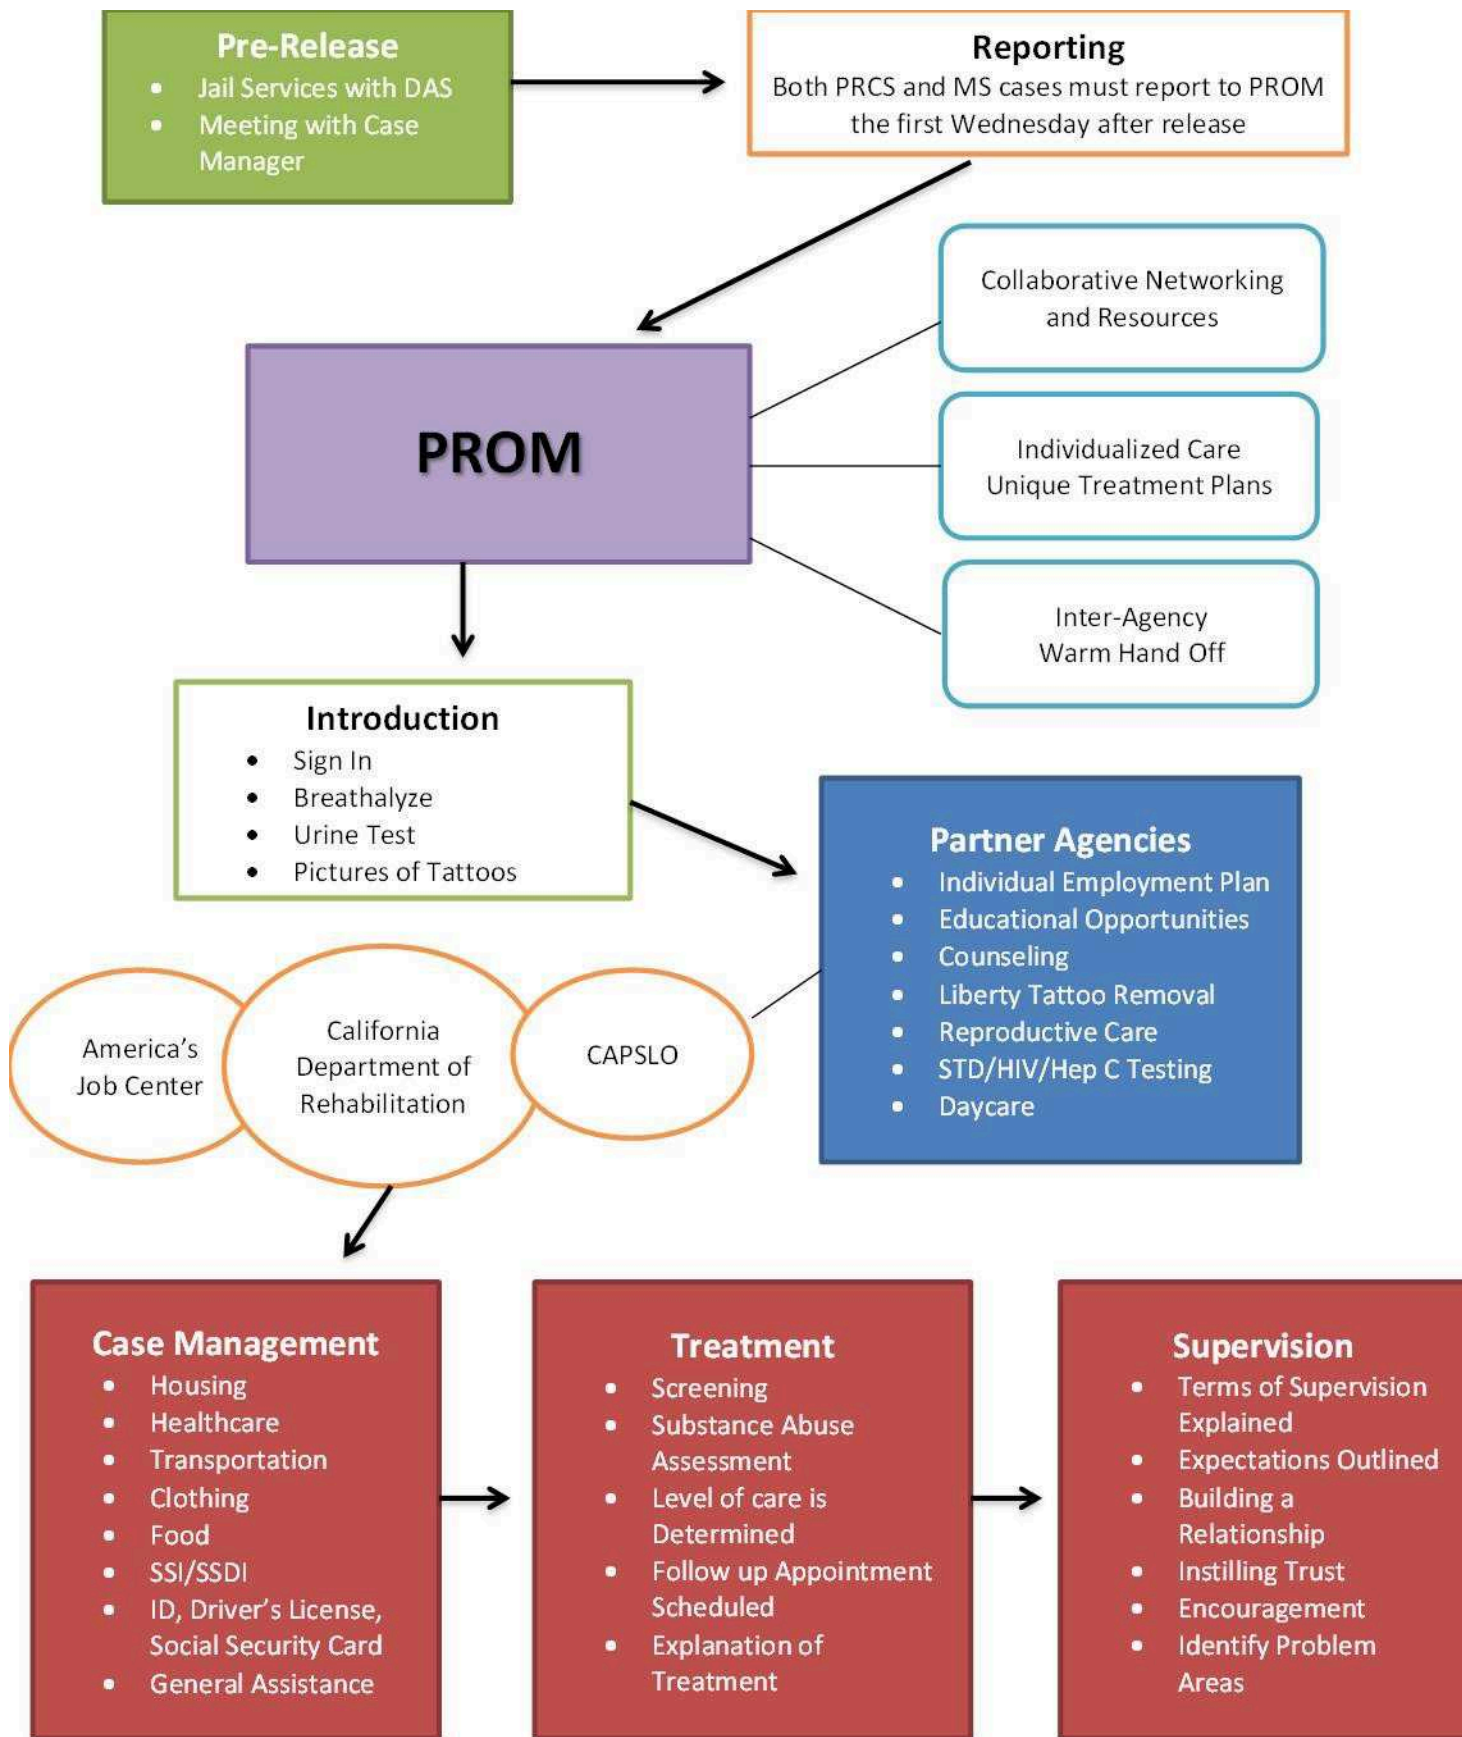 Pre-Release
• Jail Services with DAS
• Meeting with Case
Manager
Reporting
Both PRCS and MS cases must report to PROM
the first Wednesday after release
PROM
Collaborative Networking
and Resources
Individualized Care
Unique Treatment Plans
Inter-Agency
Warm Hand Off
Introduction
• Sign In
• Breathalyze
• Urine Test
• Pictures of Tattoos
Partner Agencies
• Individual Employment Plan
• Educational Opportunities
• Counseling
• Liberty Tattoo Removal
• Reproductive Care
• STD/HIV/Hep C Testing
• Daycare
America's
Job Center
California
Department of
Rehabilitation
CAPSLO
Case Management
• Housing
• Healthcare
• Transportation
• Clothing
• Food
• SSI/SSDI
• ID, Driver's License,
Social Security Card
• General Assistance
Treatment
• Screening
• Substance Abuse
Assessment
• Level of care is
Determined
• Follow up Appointment
Scheduled
• Explanation of
Treatment
Supervision
• Terms of Supervision
Explained
• Expectations Outlined
• Building a
Relationship
• Instilling Trust
• Encouragement
• Identify Problem
Areas